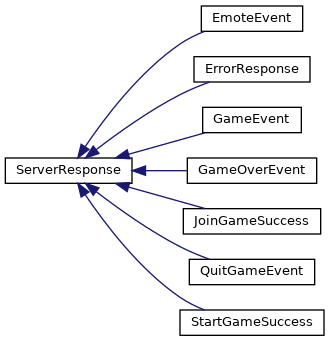 EmoteEvent
ErrorResponse
GameEvent
ServerResponse
GameOverEvent
JoinGameSuccess
QuitGameEvent
StartGameSuccess